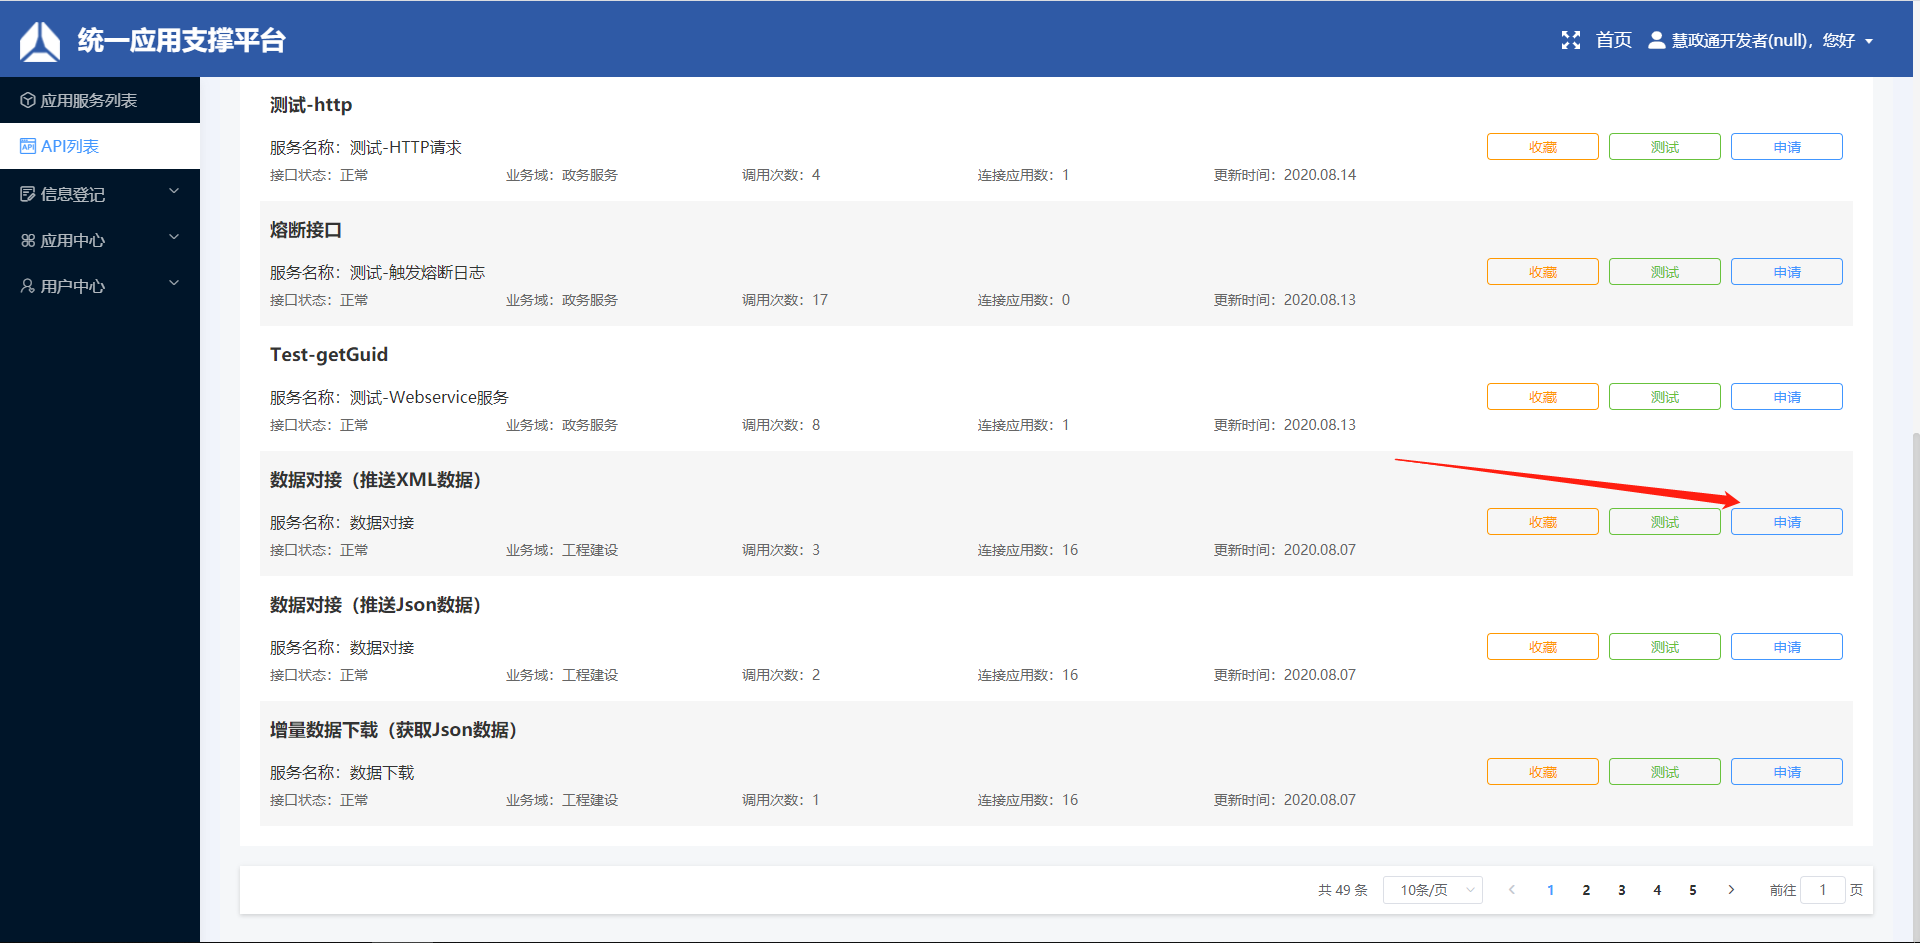 统一应用支撑平台
首页 慧政通开发者(null)，您好
应用服务列表
API列表
信息登记
应用中心
用户中心
测试-http
服务名称：测试-HTTP请求
收藏 测试 申请
接口状态：正常 业务域：政务服务 调用次数：4 连接应用数：1 更新时间：2020.08.14
熔断接口
服务名称：测试-触发熔断日志
收藏 测试 申请
接口状态：正常 业务域：政务服务 调用次数：17 连接应用数：0 更新时间：2020.08.13
Test-getGuid
服务名称：测试-Webservice服务
收藏 测试 申请
接口状态：正常 业务域：政务服务 调用次数：8 连接应用数：1 更新时间：2020.08.13
数据对接（推送XML数据）
服务名称：数据对接
收藏 测试 申请
接口状态：正常 业务域：工程建设 调用次数：3 连接应用数：16 更新时间：2020.08.07
数据对接（推送Json数据）
服务名称：数据对接
收藏 测试 申请
接口状态：正常 业务域：工程建设 调用次数：2 连接应用数：16 更新时间：2020.08.07
增量数据下载（获取Json数据）
服务名称：数据下载
收藏 测试 申请
接口状态：正常 业务域：工程建设 调用次数：1 连接应用数：16 更新时间：2020.08.07
共 49 条 10条/页 1 2 3 4 5 前往 1 页